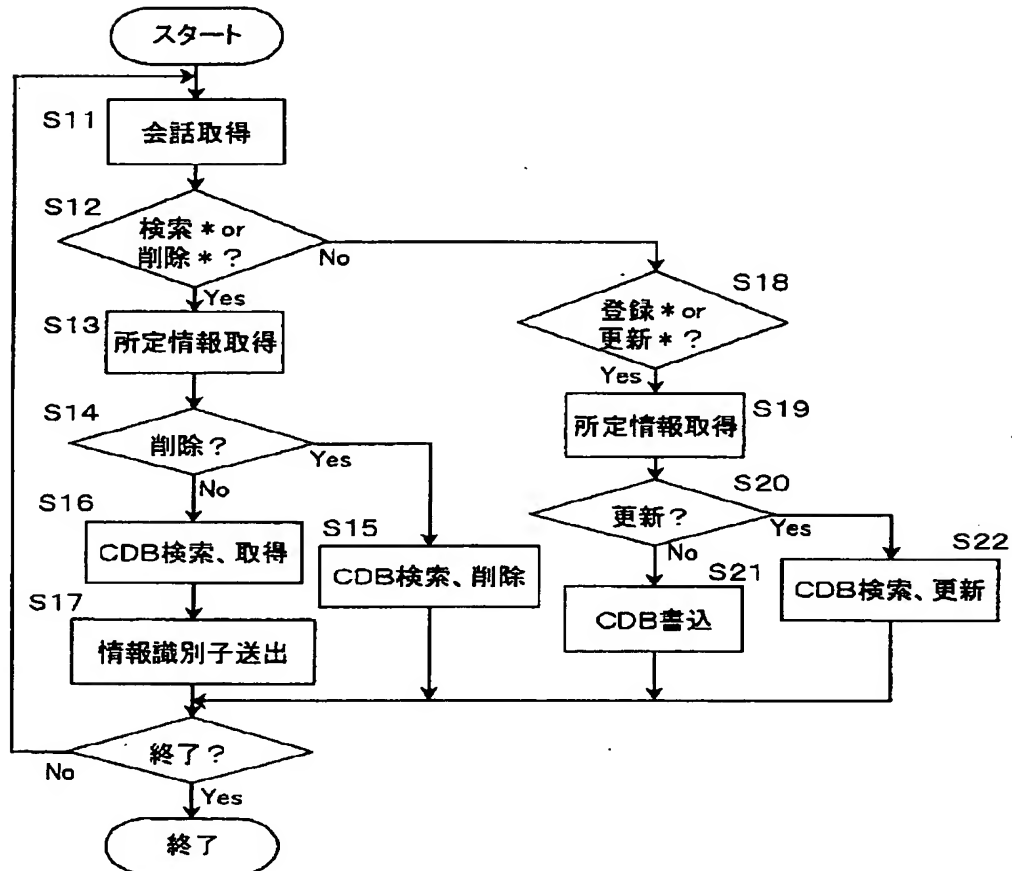 スタート
S11
会話取得
S12
検索＊or
削除＊？
No
Yes
S13
所定情報取得
S14
削除？
Yes
No
S16
CDB検索、取得
S15
CDB検索、削除
S17
情報識別子送出
S18
登録＊or
更新＊？
Yes
S19
所定情報取得
S20
更新？
Yes
No
S21
CDB書込
S22
CDB検索、更新
終了？
No
Yes
終了